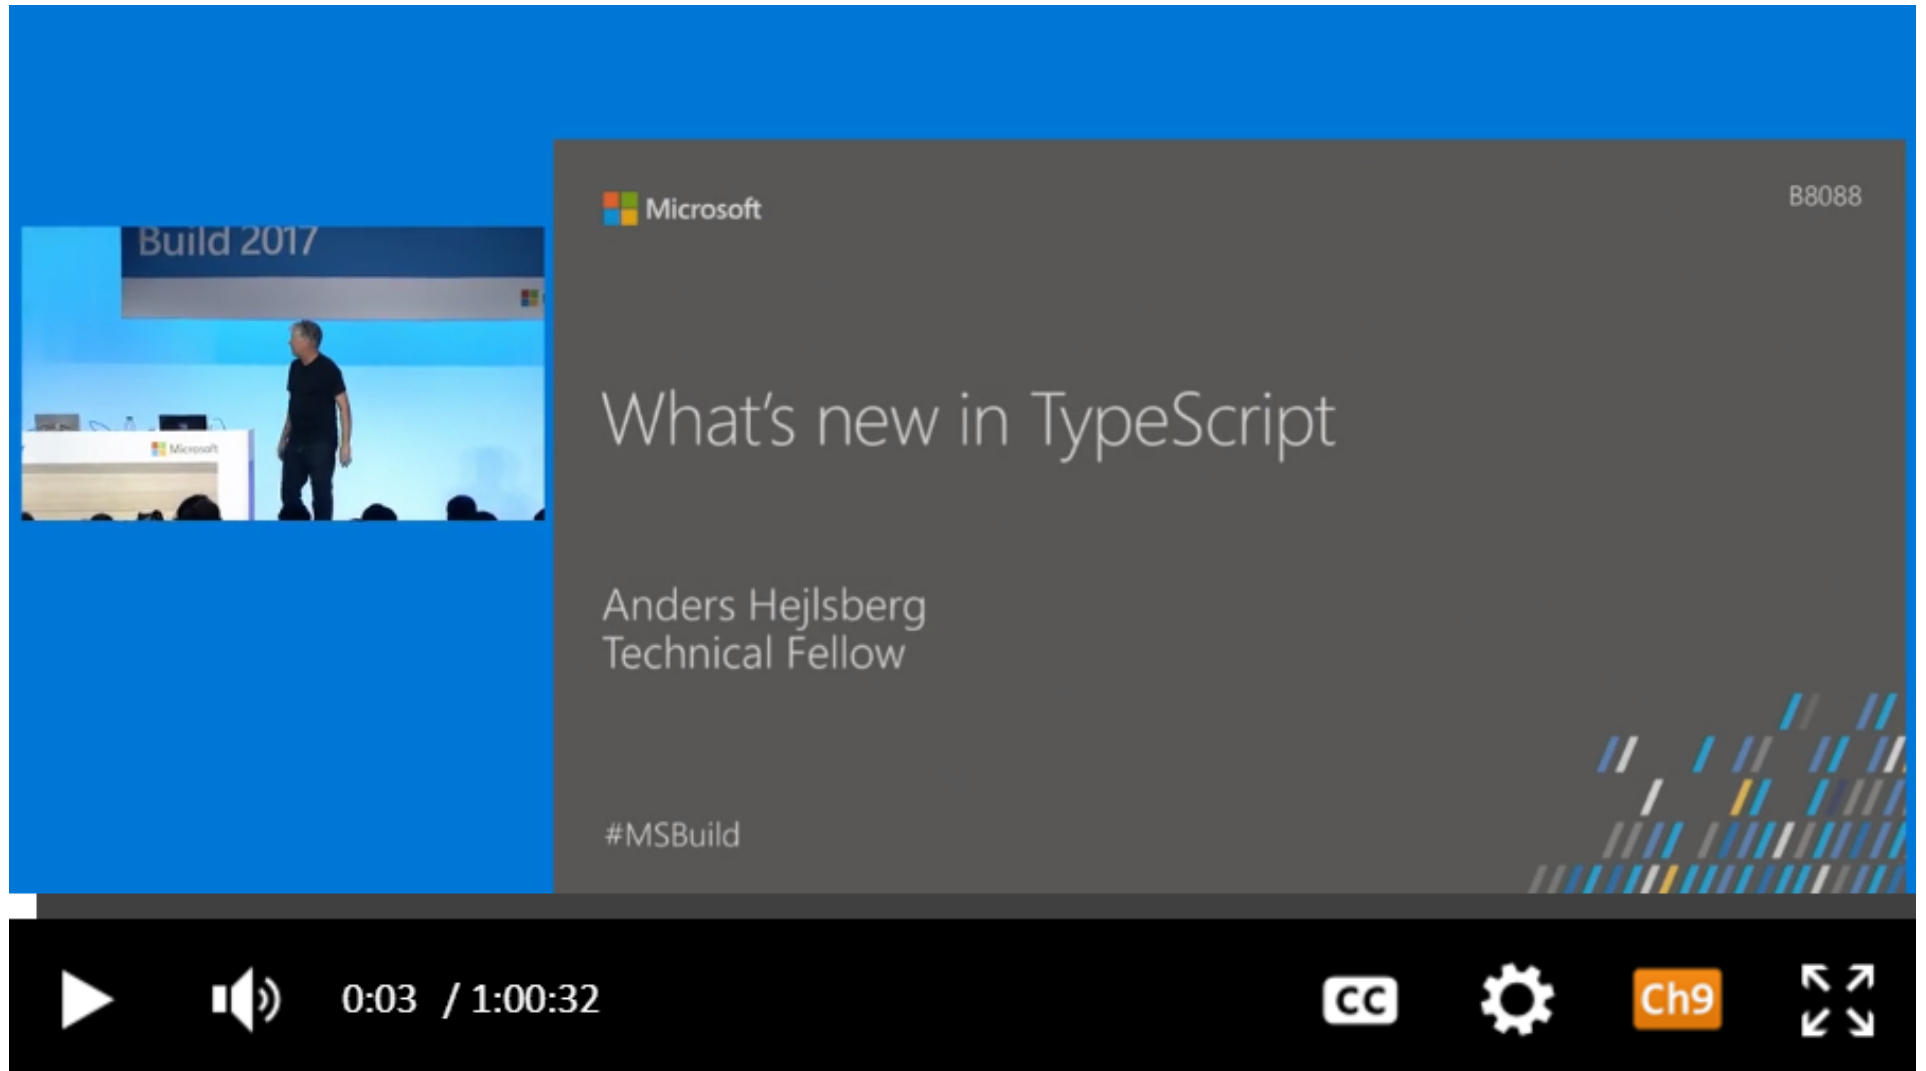 Build 2017
Microsoft
Microsoft
B8088
What's new in TypeScript
Anders Hejlsberg
Technical Fellow
#MSBuild
0:03 / 1:00:32
CC
Ch9